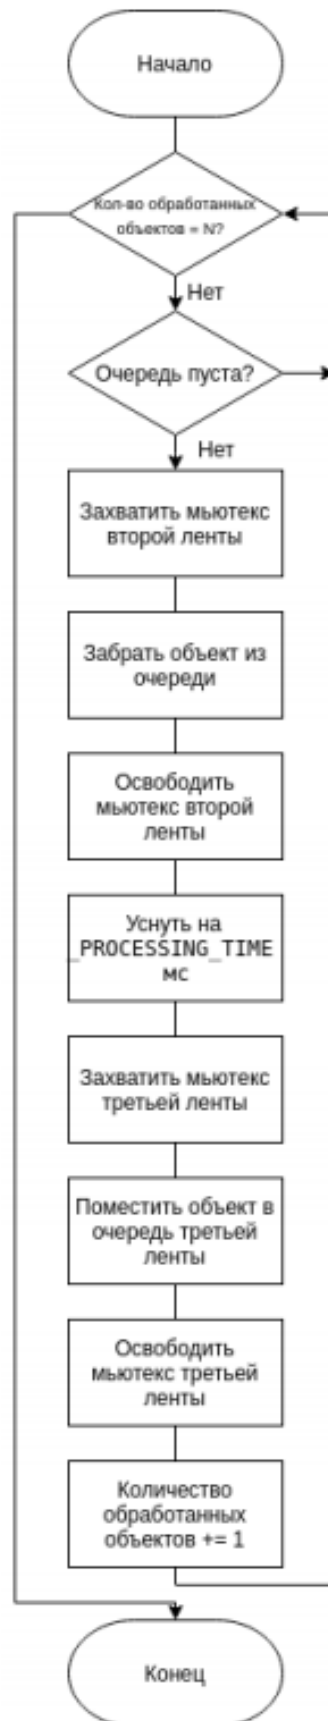 Начало
Кол-во обработанных
объектов = N?
Нет
Очередь пуста?
Нет
Захватить мьютекс
второй ленты
Забрать объект из
очереди
Освободить
мьютекс второй
ленты
Уснуть на
_PROCESSING_TIME
мс
Захватить мьютекс
третьей ленты
Поместить объект в
очередь третьей
ленты
Освободить
мьютекс третьей
ленты
Количество
обработанных
объектов += 1
Конец